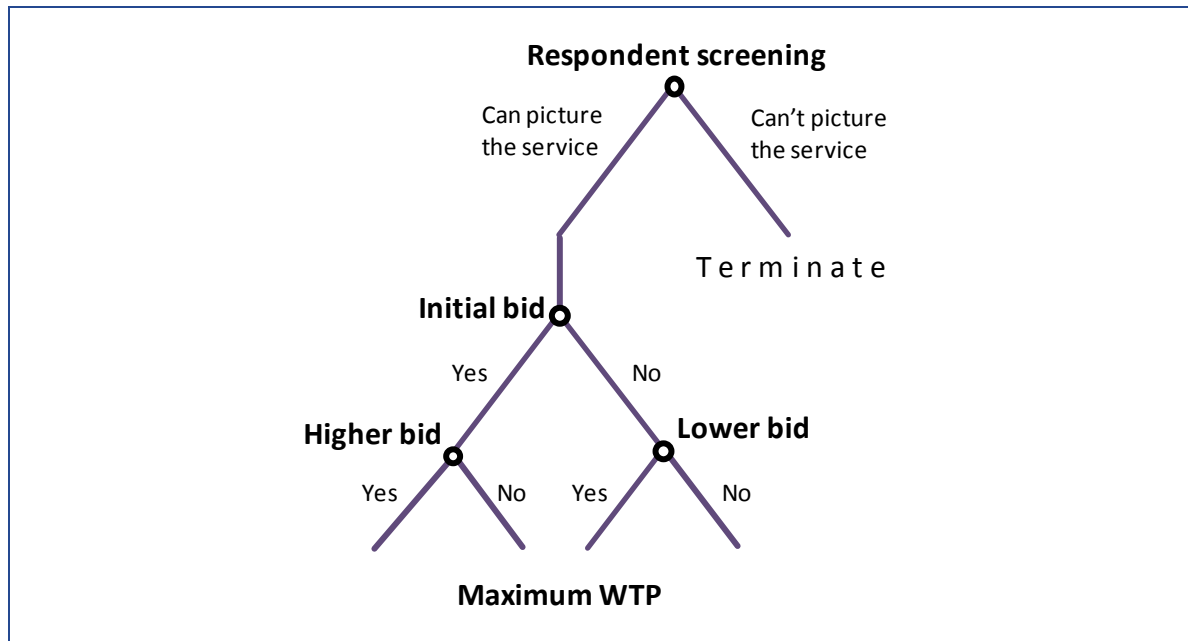 Respondent screening
Can picture
the service
Can't picture
the service
Terminate
Initial bid
Yes
No
Higher bid
Lower bid
Yes
No
Yes
No
Maximum WTP